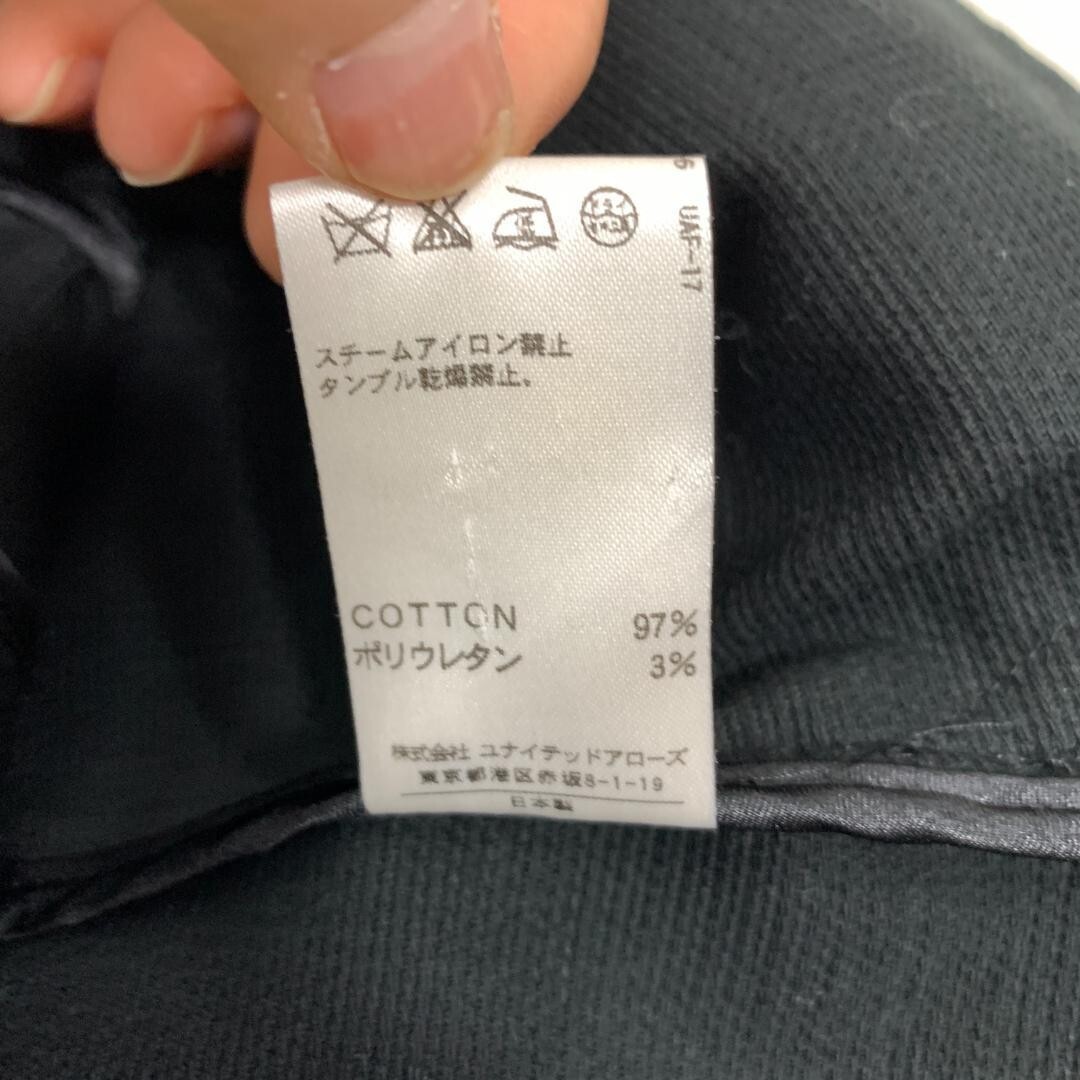 スチームアイロン禁止
タンブル乾燥禁止。
COTTON 97%
ポリウレタン 3%
株式会社 ユナイテッドアローズ
東京都港区赤坂8-1-19
日本製
6 UAF-17